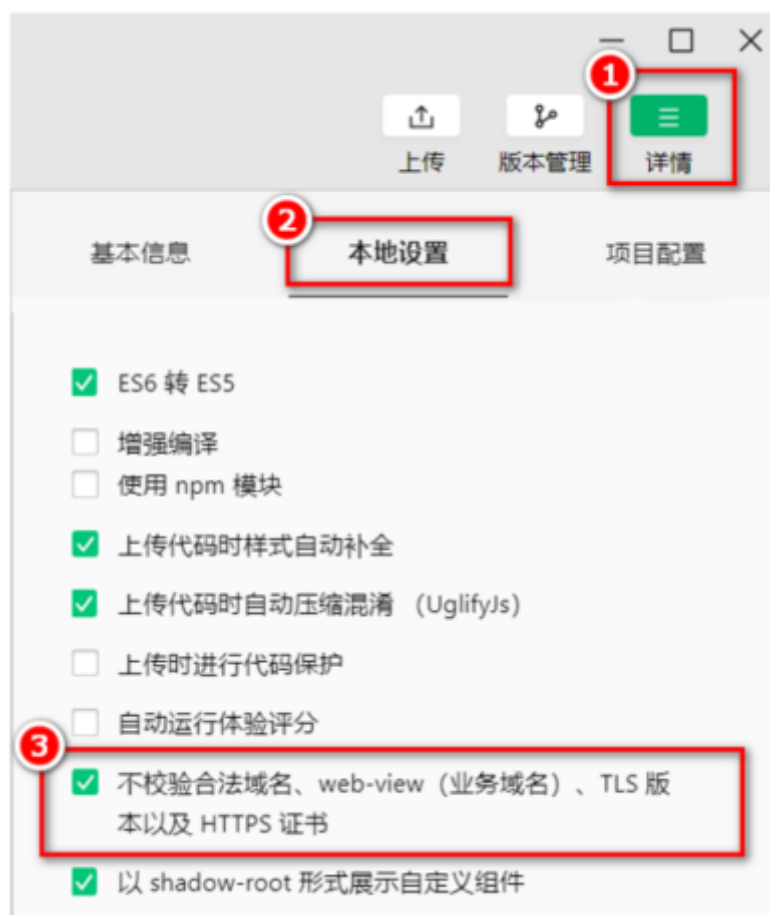 1
上传 版本管理 详情
2
基本信息 本地设置 项目配置
ES6 转 ES5
增强编译
使用 npm 模块
上传代码时样式自动补全
上传代码时自动压缩混淆 （UglifyJs）
上传时进行代码保护
自动运行体验评分
3
不校验合法域名、web-view（业务域名）、TLS 版
本以及 HTTPS 证书
以 shadow-root 形式展示自定义组件